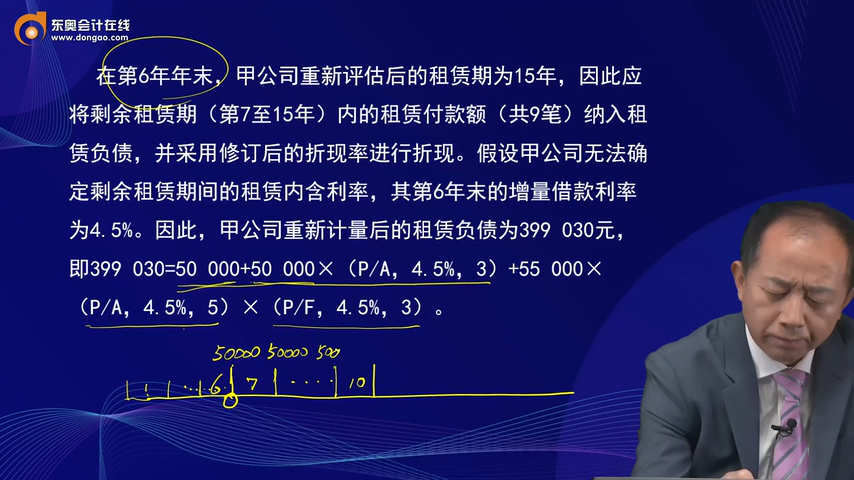 东奥会计在线
www.dongao.com
在第6年年末，甲公司重新评估后的租赁期为15年，因此应
将剩余租赁期（第7至15年）内的租赁付款额（共9笔）纳入租
赁负债，并采用修订后的折现率进行折现。假设甲公司无法确
定剩余租赁期间的租赁内含利率，其第6年末的增量借款利率
为4.5%。因此，甲公司重新计量后的租赁负债为399 030元，
即399 030=50 000+50 000×（P/A，4.5%，3）+55 000×
（P/A，4.5%，5）×（P/F，4.5%，3）。
50000 50000 500
1 ... 6 7 .... 10
0